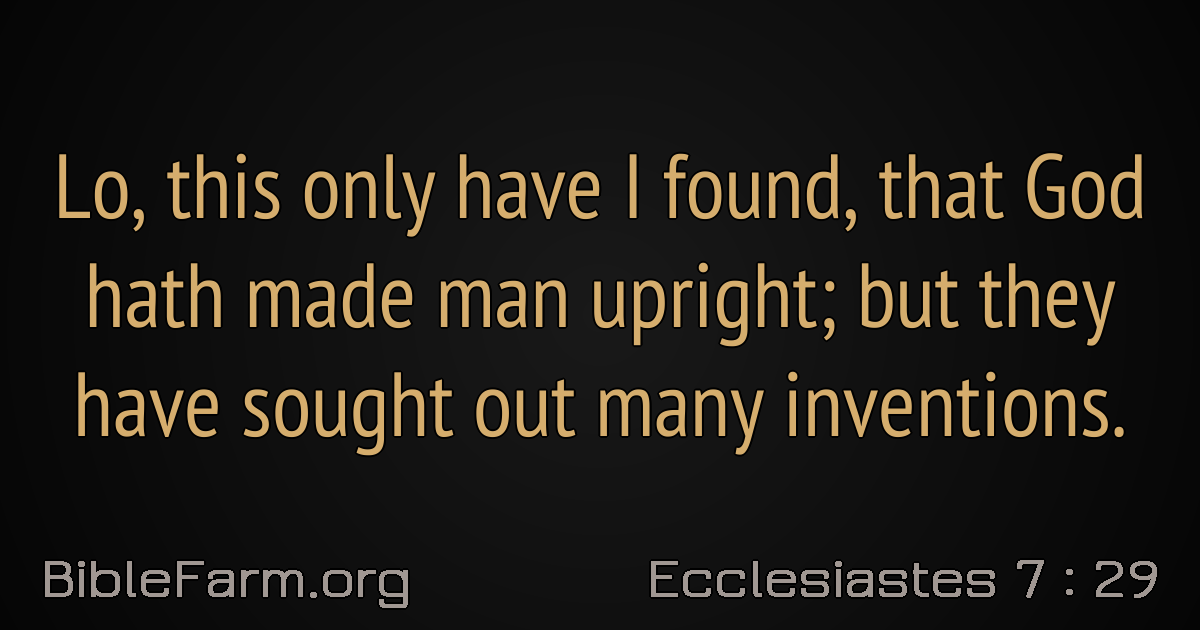 Lo, this only have I found, that God
hath made man upright; but they
have sought out many inventions.
BibleFarm.org
Ecclesiastes 7 : 29